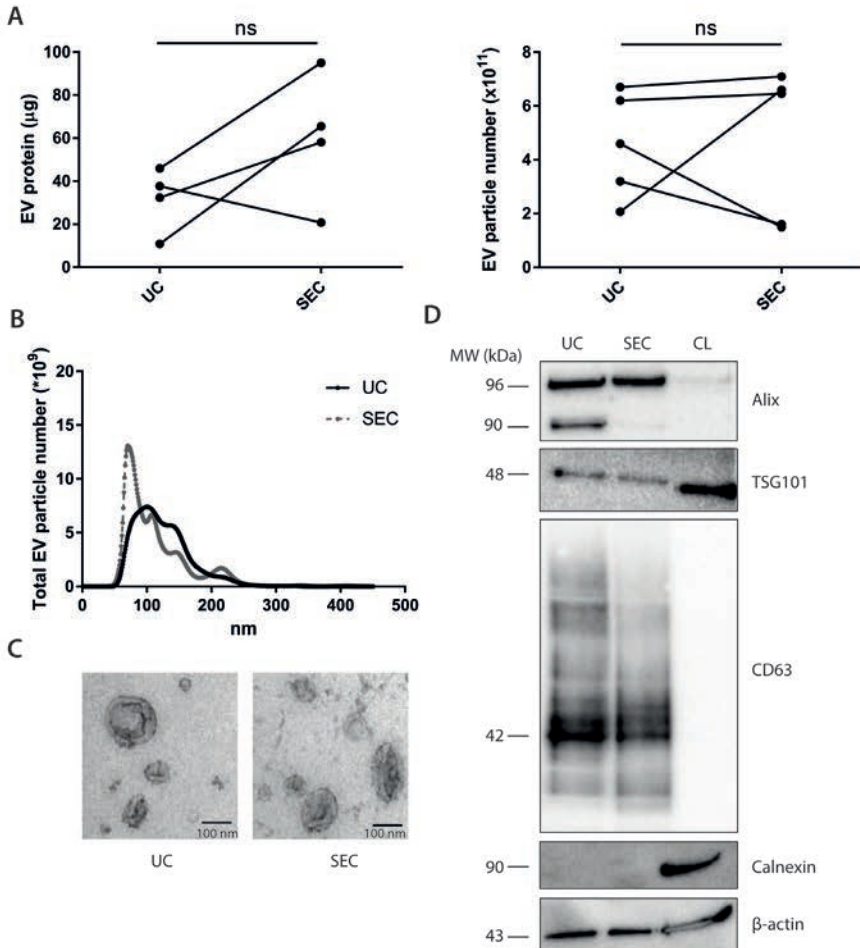 A
ns
100
80
60
40
20
0
EV protein (μg)
UC
SEC
ns
8
6
4
2
0
EV particle number (x10¹¹)
UC
SEC
B
20
15
10
5
0
Total EV particle number (*10⁹)
UC
SEC
0
100
200
300
400
500
nm
C
100 nm
100 nm
UC
SEC
D
MW (kDa)
UC
SEC
CL
96
90
Alix
48
TSG101
42
CD63
90
Calnexin
43
β-actin